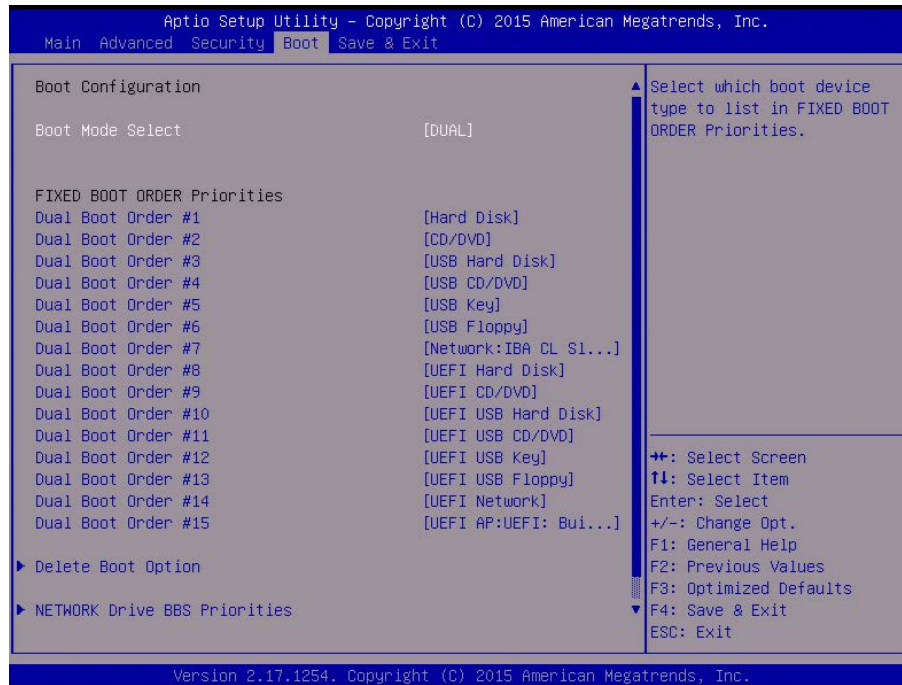 Aptio Setup Utility – Copyright (C) 2015 American Megatrends, Inc.
Main Advanced Security Boot Save & Exit
Boot Configuration
Boot Mode Select [DUAL]
FIXED BOOT ORDER Priorities
Dual Boot Order #1 [Hard Disk]
Dual Boot Order #2 [CD/DVD]
Dual Boot Order #3 [USB Hard Disk]
Dual Boot Order #4 [USB CD/DVD]
Dual Boot Order #5 [USB Key]
Dual Boot Order #6 [USB Floppy]
Dual Boot Order #7 [Network:IBA CL Sl...]
Dual Boot Order #8 [UEFI Hard Disk]
Dual Boot Order #9 [UEFI CD/DVD]
Dual Boot Order #10 [UEFI USB Hard Disk]
Dual Boot Order #11 [UEFI USB CD/DVD]
Dual Boot Order #12 [UEFI USB Key]
Dual Boot Order #13 [UEFI USB Floppy]
Dual Boot Order #14 [UEFI Network]
Dual Boot Order #15 [UEFI AP:UEFI: Bui...]
Delete Boot Option
NETWORK Drive BBS Priorities
Select which boot device
type to list in FIXED BOOT
ORDER Priorities.
→←: Select Screen
↑↓: Select Item
Enter: Select
+/-: Change Opt.
F1: General Help
F2: Previous Values
F3: Optimized Defaults
F4: Save & Exit
ESC: Exit
Version 2.17.1254. Copyright (C) 2015 American Megatrends, Inc.